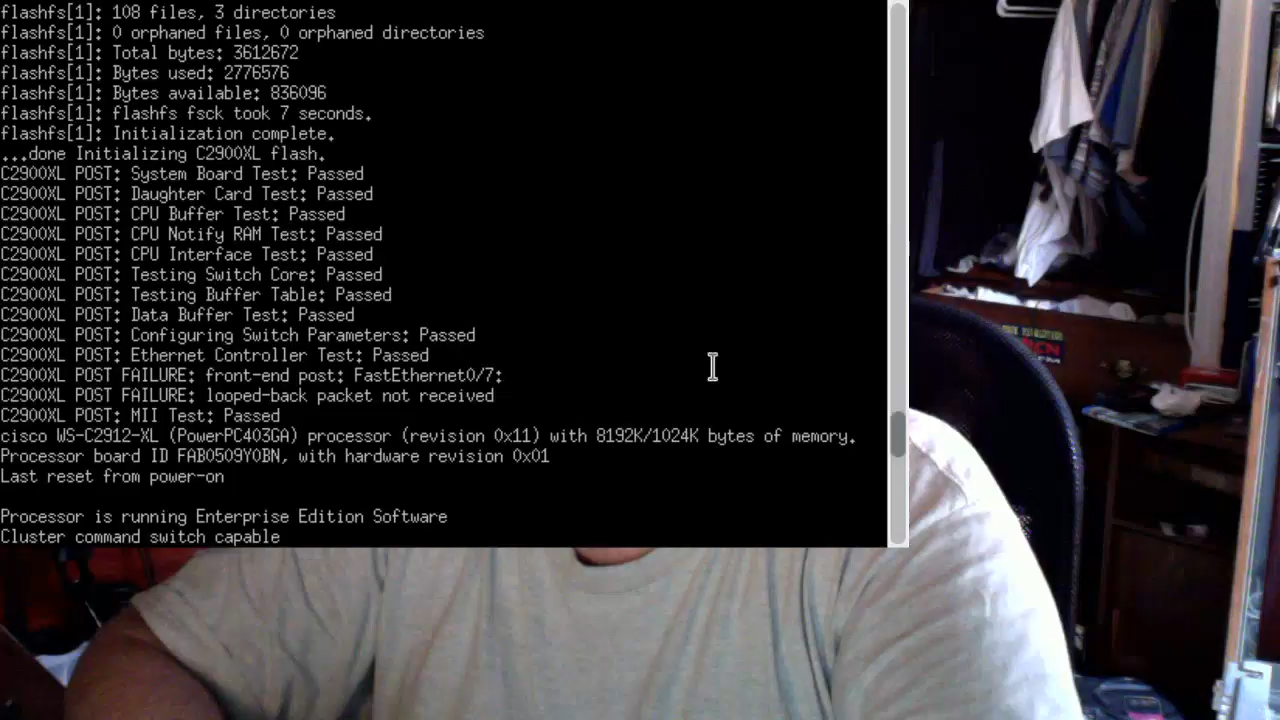 flashfs[1]: 108 files, 3 directories
flashfs[1]: 0 orphaned files, 0 orphaned directories
flashfs[1]: Total bytes: 3612672
flashfs[1]: Bytes used: 2776576
flashfs[1]: Bytes available: 836096
flashfs[1]: flashfs fsck took 7 seconds.
flashfs[1]: Initialization complete.
...done Initializing C2900XL flash.
C2900XL POST: System Board Test: Passed
C2900XL POST: Daughter Card Test: Passed
C2900XL POST: CPU Buffer Test: Passed
C2900XL POST: CPU Notify RAM Test: Passed
C2900XL POST: CPU Interface Test: Passed
C2900XL POST: Testing Switch Core: Passed
C2900XL POST: Testing Buffer Table: Passed
C2900XL POST: Data Buffer Test: Passed
C2900XL POST: Configuring Switch Parameters: Passed
C2900XL POST: Ethernet Controller Test: Passed
C2900XL POST FAILURE: front-end post: FastEthernet0/7:
C2900XL POST FAILURE: looped-back packet not received
C2900XL POST: MII Test: Passed
cisco WS-C2912-XL (PowerPC403GA) processor (revision 0x11) with 8192K/1024K bytes of memory.
Processor board ID FAB0509Y0BN, with hardware revision 0x01
Last reset from power-on
Processor is running Enterprise Edition Software
Cluster command switch capable